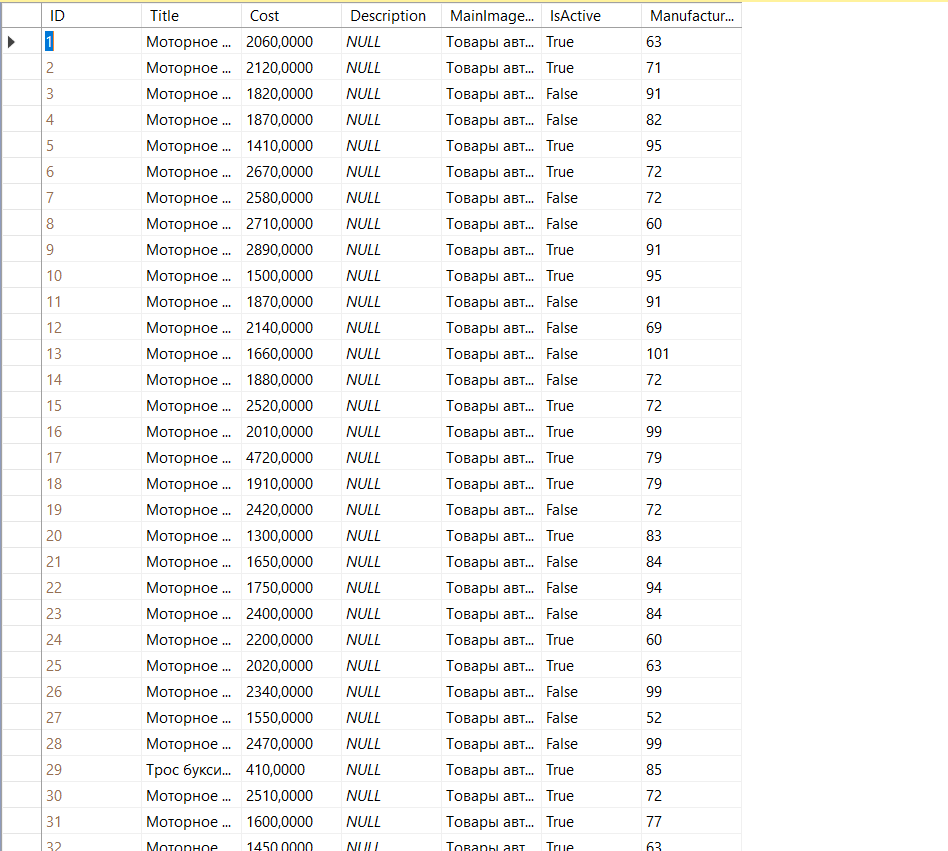 ID Title Cost Description MainImage... IsActive Manufactur...
1 Моторное ... 2060,0000 NULL Товары авт... True 63
2 Моторное ... 2120,0000 NULL Товары авт... True 71
3 Моторное ... 1820,0000 NULL Товары авт... False 91
4 Моторное ... 1870,0000 NULL Товары авт... False 82
5 Моторное ... 1410,0000 NULL Товары авт... True 95
6 Моторное ... 2670,0000 NULL Товары авт... True 72
7 Моторное ... 2580,0000 NULL Товары авт... False 72
8 Моторное ... 2710,0000 NULL Товары авт... False 60
9 Моторное ... 2890,0000 NULL Товары авт... True 91
10 Моторное ... 1500,0000 NULL Товары авт... True 95
11 Моторное ... 1870,0000 NULL Товары авт... False 91
12 Моторное ... 2140,0000 NULL Товары авт... False 69
13 Моторное ... 1660,0000 NULL Товары авт... False 101
14 Моторное ... 1880,0000 NULL Товары авт... False 72
15 Моторное ... 2520,0000 NULL Товары авт... True 72
16 Моторное ... 2010,0000 NULL Товары авт... True 99
17 Моторное ... 4720,0000 NULL Товары авт... True 79
18 Моторное ... 1910,0000 NULL Товары авт... True 79
19 Моторное ... 2420,0000 NULL Товары авт... False 72
20 Моторное ... 1300,0000 NULL Товары авт... True 83
21 Моторное ... 1650,0000 NULL Товары авт... False 84
22 Моторное ... 1750,0000 NULL Товары авт... False 94
23 Моторное ... 2400,0000 NULL Товары авт... False 84
24 Моторное ... 2200,0000 NULL Товары авт... True 60
25 Моторное ... 2020,0000 NULL Товары авт... True 63
26 Моторное ... 2340,0000 NULL Товары авт... False 99
27 Моторное ... 1550,0000 NULL Товары авт... False 52
28 Моторное ... 2470,0000 NULL Товары авт... False 99
29 Трос букси... 410,0000 NULL Товары авт... True 85
30 Моторное ... 2510,0000 NULL Товары авт... True 72
31 Моторное ... 1600,0000 NULL Товары авт... True 77
32 Моторное ... 1450,0000 NULL Товары авт... True 63